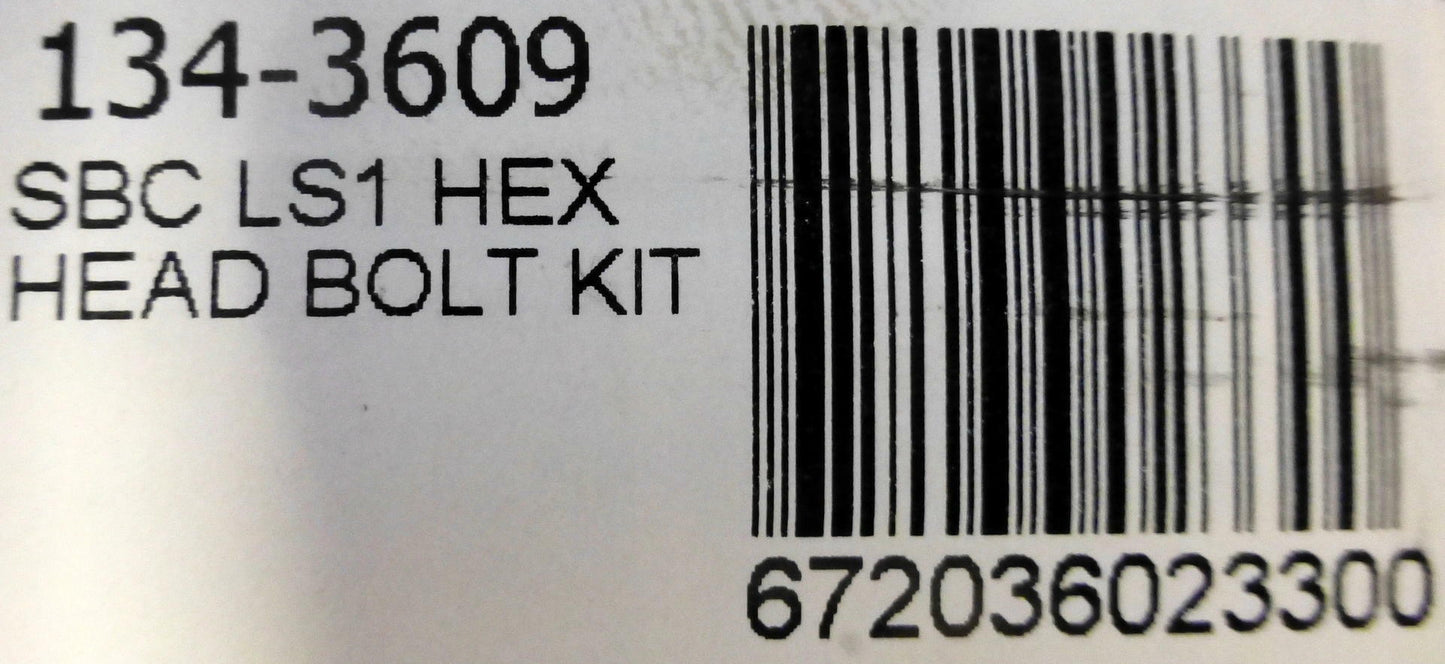 134-3609
SBC LS1 HEX
HEAD BOLT KIT
672036023300